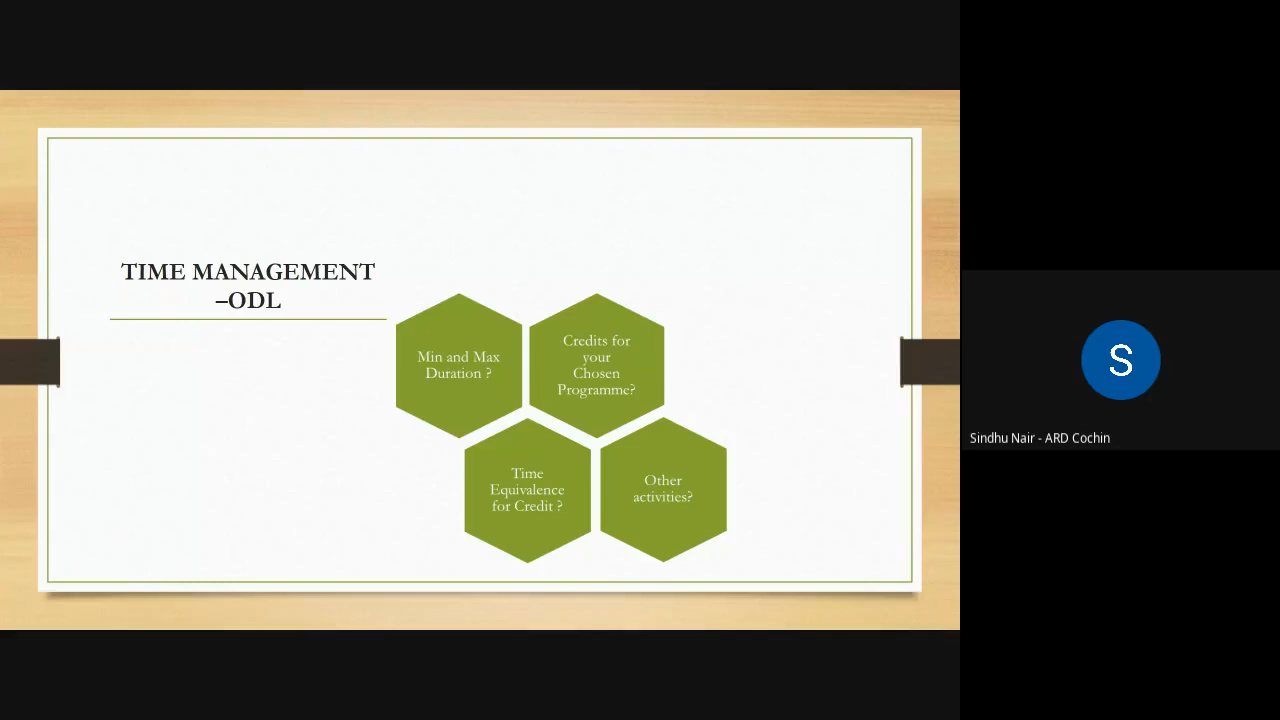 TIME MANAGEMENT
–ODL
Min and Max
Duration ?
Credits for
your
Chosen
Programme?
Time
Equivalence
for Credit ?
Other
activities?
S
Sindhu Nair - ARD Cochin